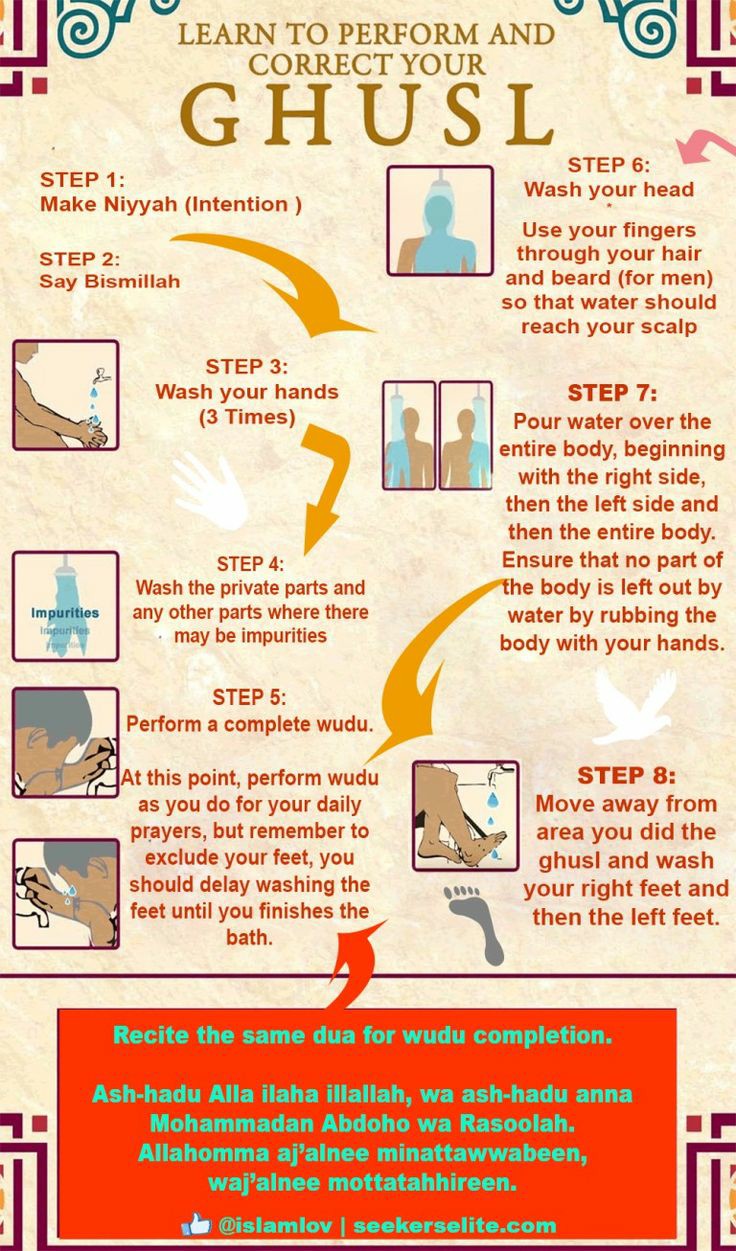 LEARN TO PERFORM AND
CORRECT YOUR
GHUSL
STEP 1:
Make Niyyah (Intention )
STEP 2:
Say Bismillah
STEP 3:
Wash your hands
(3 Times)
STEP 4:
Wash the private parts and
any other parts where there
may be impurities
Impurities
impurities
impurities
STEP 5:
Perform a complete wudu.
At this point, perform wudu
as you do for your daily
prayers, but remember to
exclude your feet, you
should delay washing the
feet until you finishes the
bath.
STEP 6:
Wash your head
*
Use your fingers
through your hair
and beard (for men)
so that water should
reach your scalp
STEP 7:
Pour water over the
entire body, beginning
with the right side,
then the left side and
then the entire body.
Ensure that no part of
the body is left out by
water by rubbing the
body with your hands.
STEP 8:
Move away from
area you did the
ghusl and wash
your right feet and
then the left feet.
Recite the same dua for wudu completion.
Ash-hadu Alla ilaha illallah, wa ash-hadu anna
Mohammadan Abdoho wa Rasoolah.
Allahomma aj’alnee minattawwabeen,
waj’alnee mottatahhireen.
@islamlov | seekerselite.com